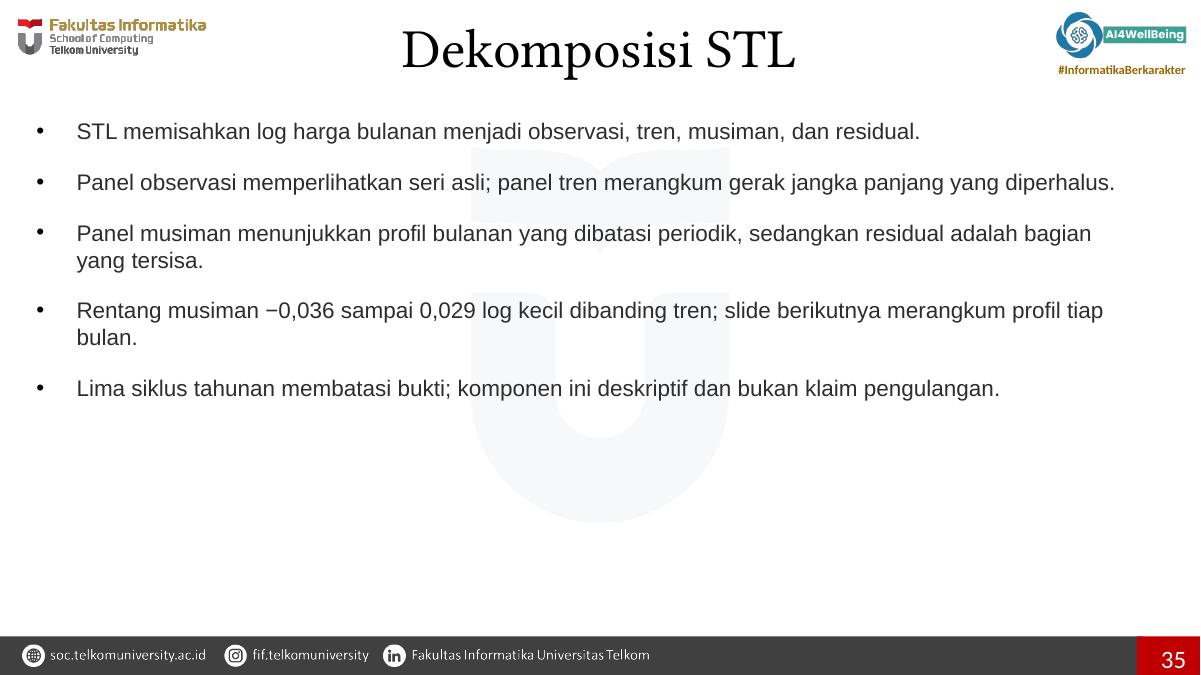 Fakultas Informatika
School of Computing
Telkom University
Dekomposisi STL
AI4WellBeing
#InformatikaBerkarakter
• STL memisahkan log harga bulanan menjadi observasi, tren, musiman, dan residual.
• Panel observasi memperlihatkan seri asli; panel tren merangkum gerak jangka panjang yang diperhalus.
• Panel musiman menunjukkan profil bulanan yang dibatasi periodik, sedangkan residual adalah bagian
yang tersisa.
• Rentang musiman −0,036 sampai 0,029 log kecil dibanding tren; slide berikutnya merangkum profil tiap
bulan.
• Lima siklus tahunan membatasi bukti; komponen ini deskriptif dan bukan klaim pengulangan.
soc.telkomuniversity.ac.id fif.telkomuniversity Fakultas Informatika Universitas Telkom
35